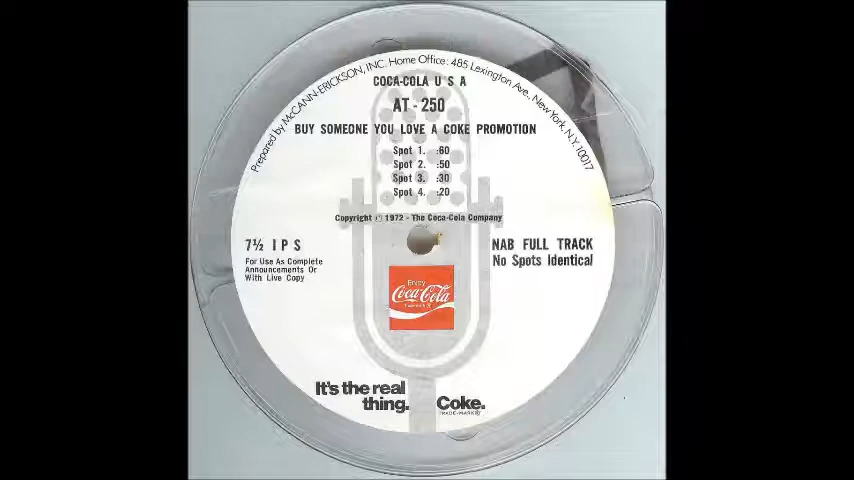 Prepared by McCANN-ERICKSON, INC. Home Office: 485 Lexington Ave., New York, N.Y. 10017
COCA-COLA U S A
AT - 250
BUY SOMEONE YOU LOVE A COKE PROMOTION
Spot 1. :60
Spot 2. :50
Spot 3. :30
Spot 4. :20
Copyright © 1972 - The Coca-Cola Company
7½ I P S
For Use As Complete
Announcements Or
With Live Copy
NAB FULL TRACK
No Spots Identical
Enjoy
Coca-Cola
It's the real
thing. Coke.
TRADE-MARK®